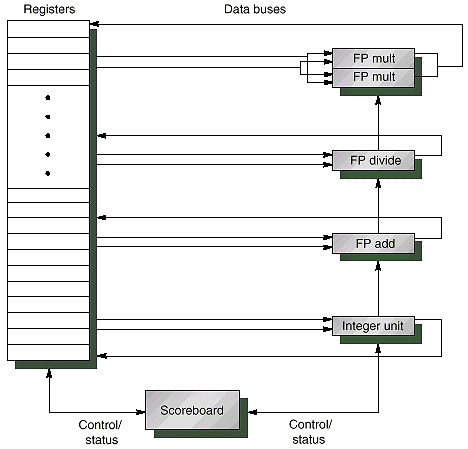 Registers
Data buses
FP mult
FP mult
FP divide
FP add
Integer unit
Scoreboard
Control/
status
Control/
status